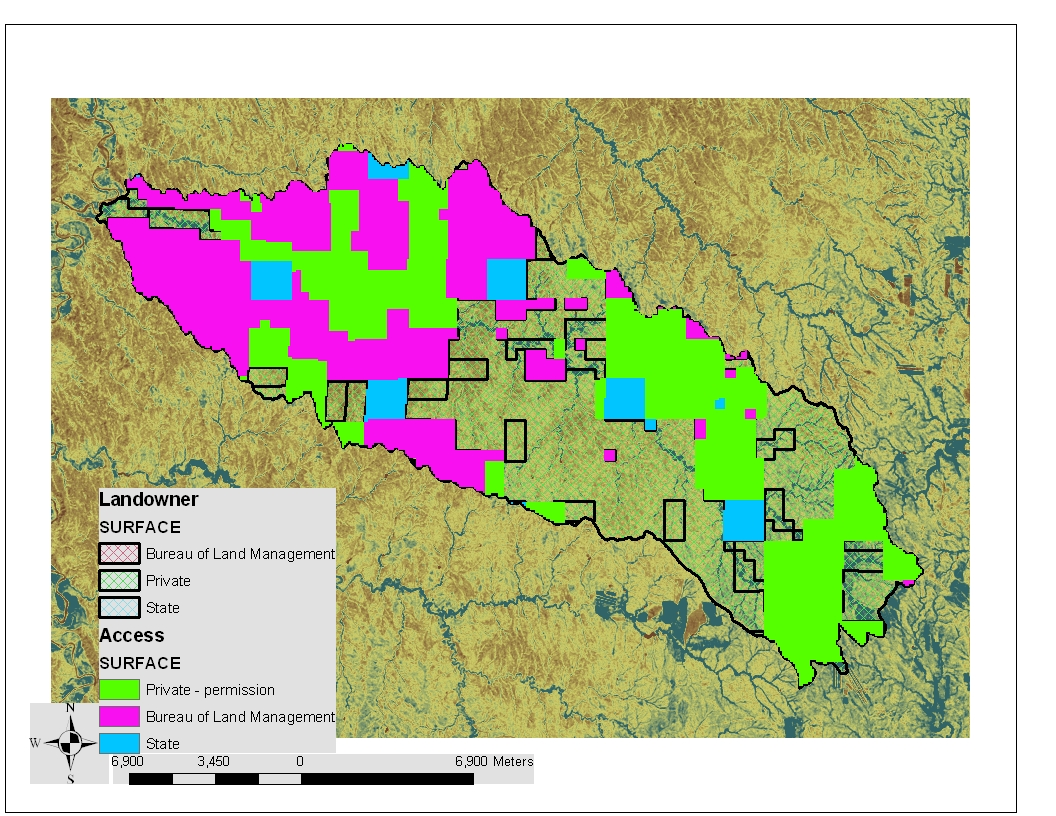 Landowner
SURFACE
Bureau of Land Management
Private
State
Access
SURFACE
Private - permission
Bureau of Land Management
State
N
W
S
6,900 3,450 0 6,900 Meters